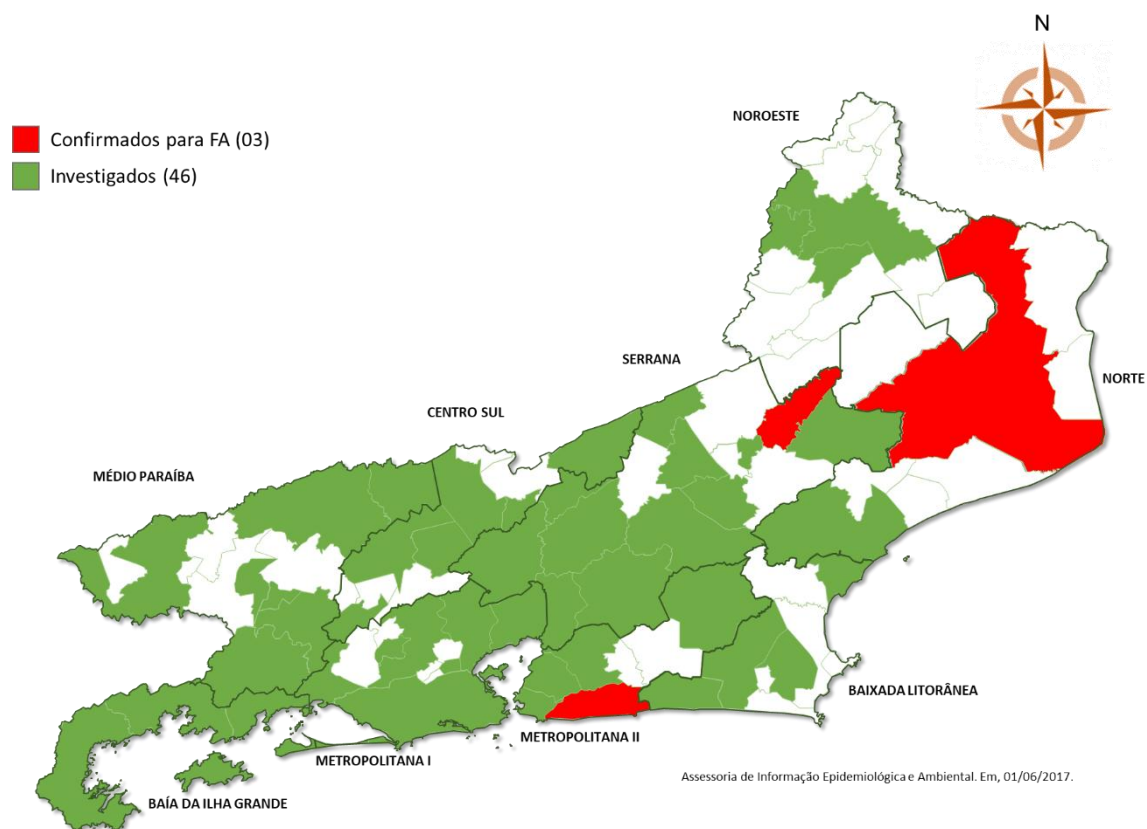 N
NOROESTE
Confirmados para FA (03)
Investigados (46)
SERRANA
NORTE
CENTRO SUL
MÉDIO PARAÍBA
BAIXADA LITORÂNEA
METROPOLITANA II
METROPOLITANA I
Assessoria de Informação Epidemiológica e Ambiental. Em, 01/06/2017.
BAÍA DA ILHA GRANDE